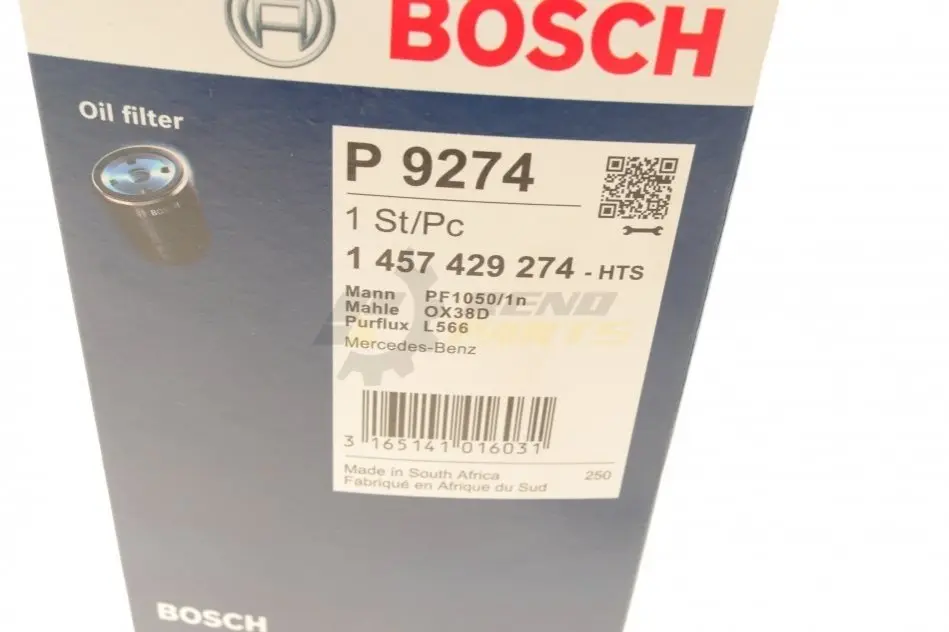 BOSCH
Oil filter
BOSCH
P 9274
1 St/Pc
1 457 429 274 - HTS
Mann PF1050/1n
Mahle OX38D
Purflux L566
Mercedes-Benz
3 165141 016031
Made in South Africa 250
Fabriqué en Afrique du Sud
BOSCH